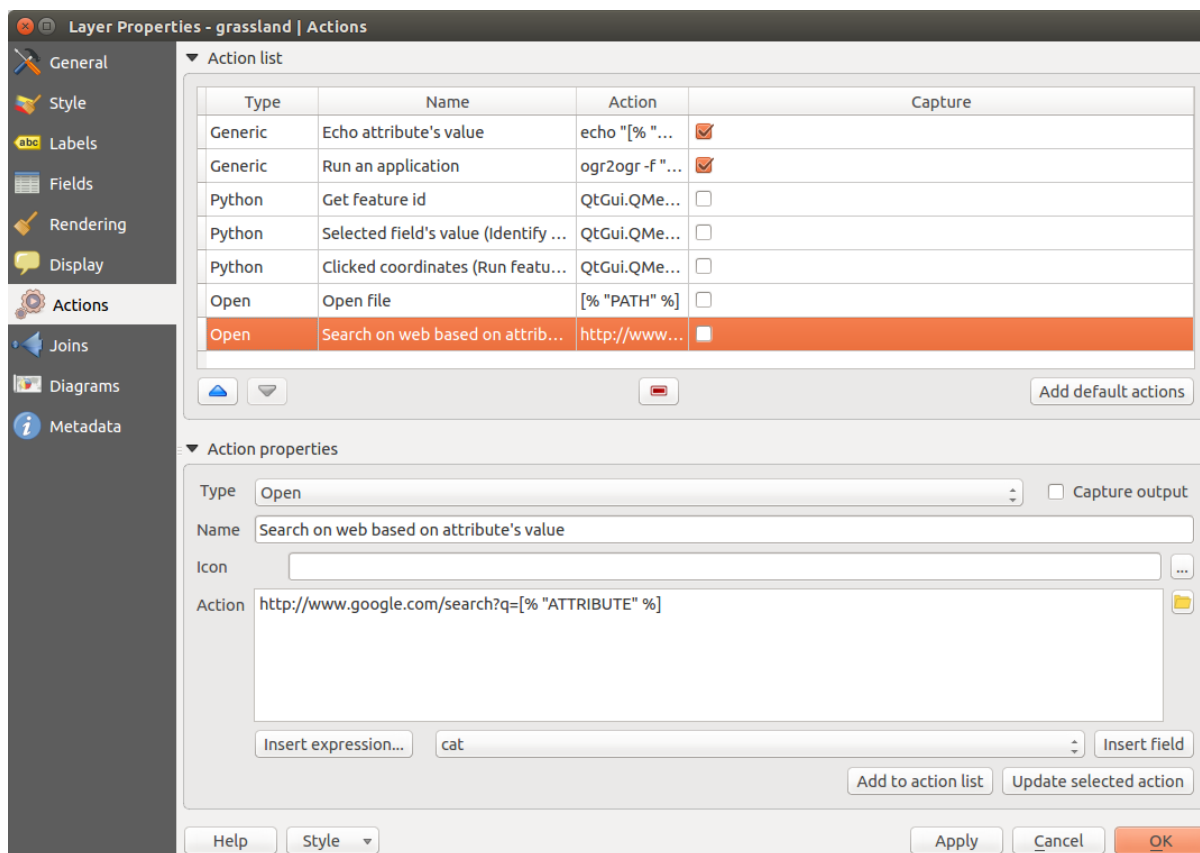 Layer Properties - grassland | Actions
General
Style
abc Labels
Fields
Rendering
Display
Actions
Joins
Diagrams
Metadata
Action list
Type Name Action Capture
Generic Echo attribute's value echo "[% "...
Generic Run an application ogr2ogr -f "...
Python Get feature id QtGui.QMe...
Python Selected field's value (Identify ... QtGui.QMe...
Python Clicked coordinates (Run featu... QtGui.QMe...
Open Open file [% "PATH" %]
Open Search on web based on attrib... http://www...
Add default actions
Action properties
Type Open Capture output
Name Search on web based on attribute's value
Icon ...
Action http://www.google.com/search?q=[% "ATTRIBUTE" %]
Insert expression... cat Insert field
Add to action list Update selected action
Help Style Apply Cancel OK